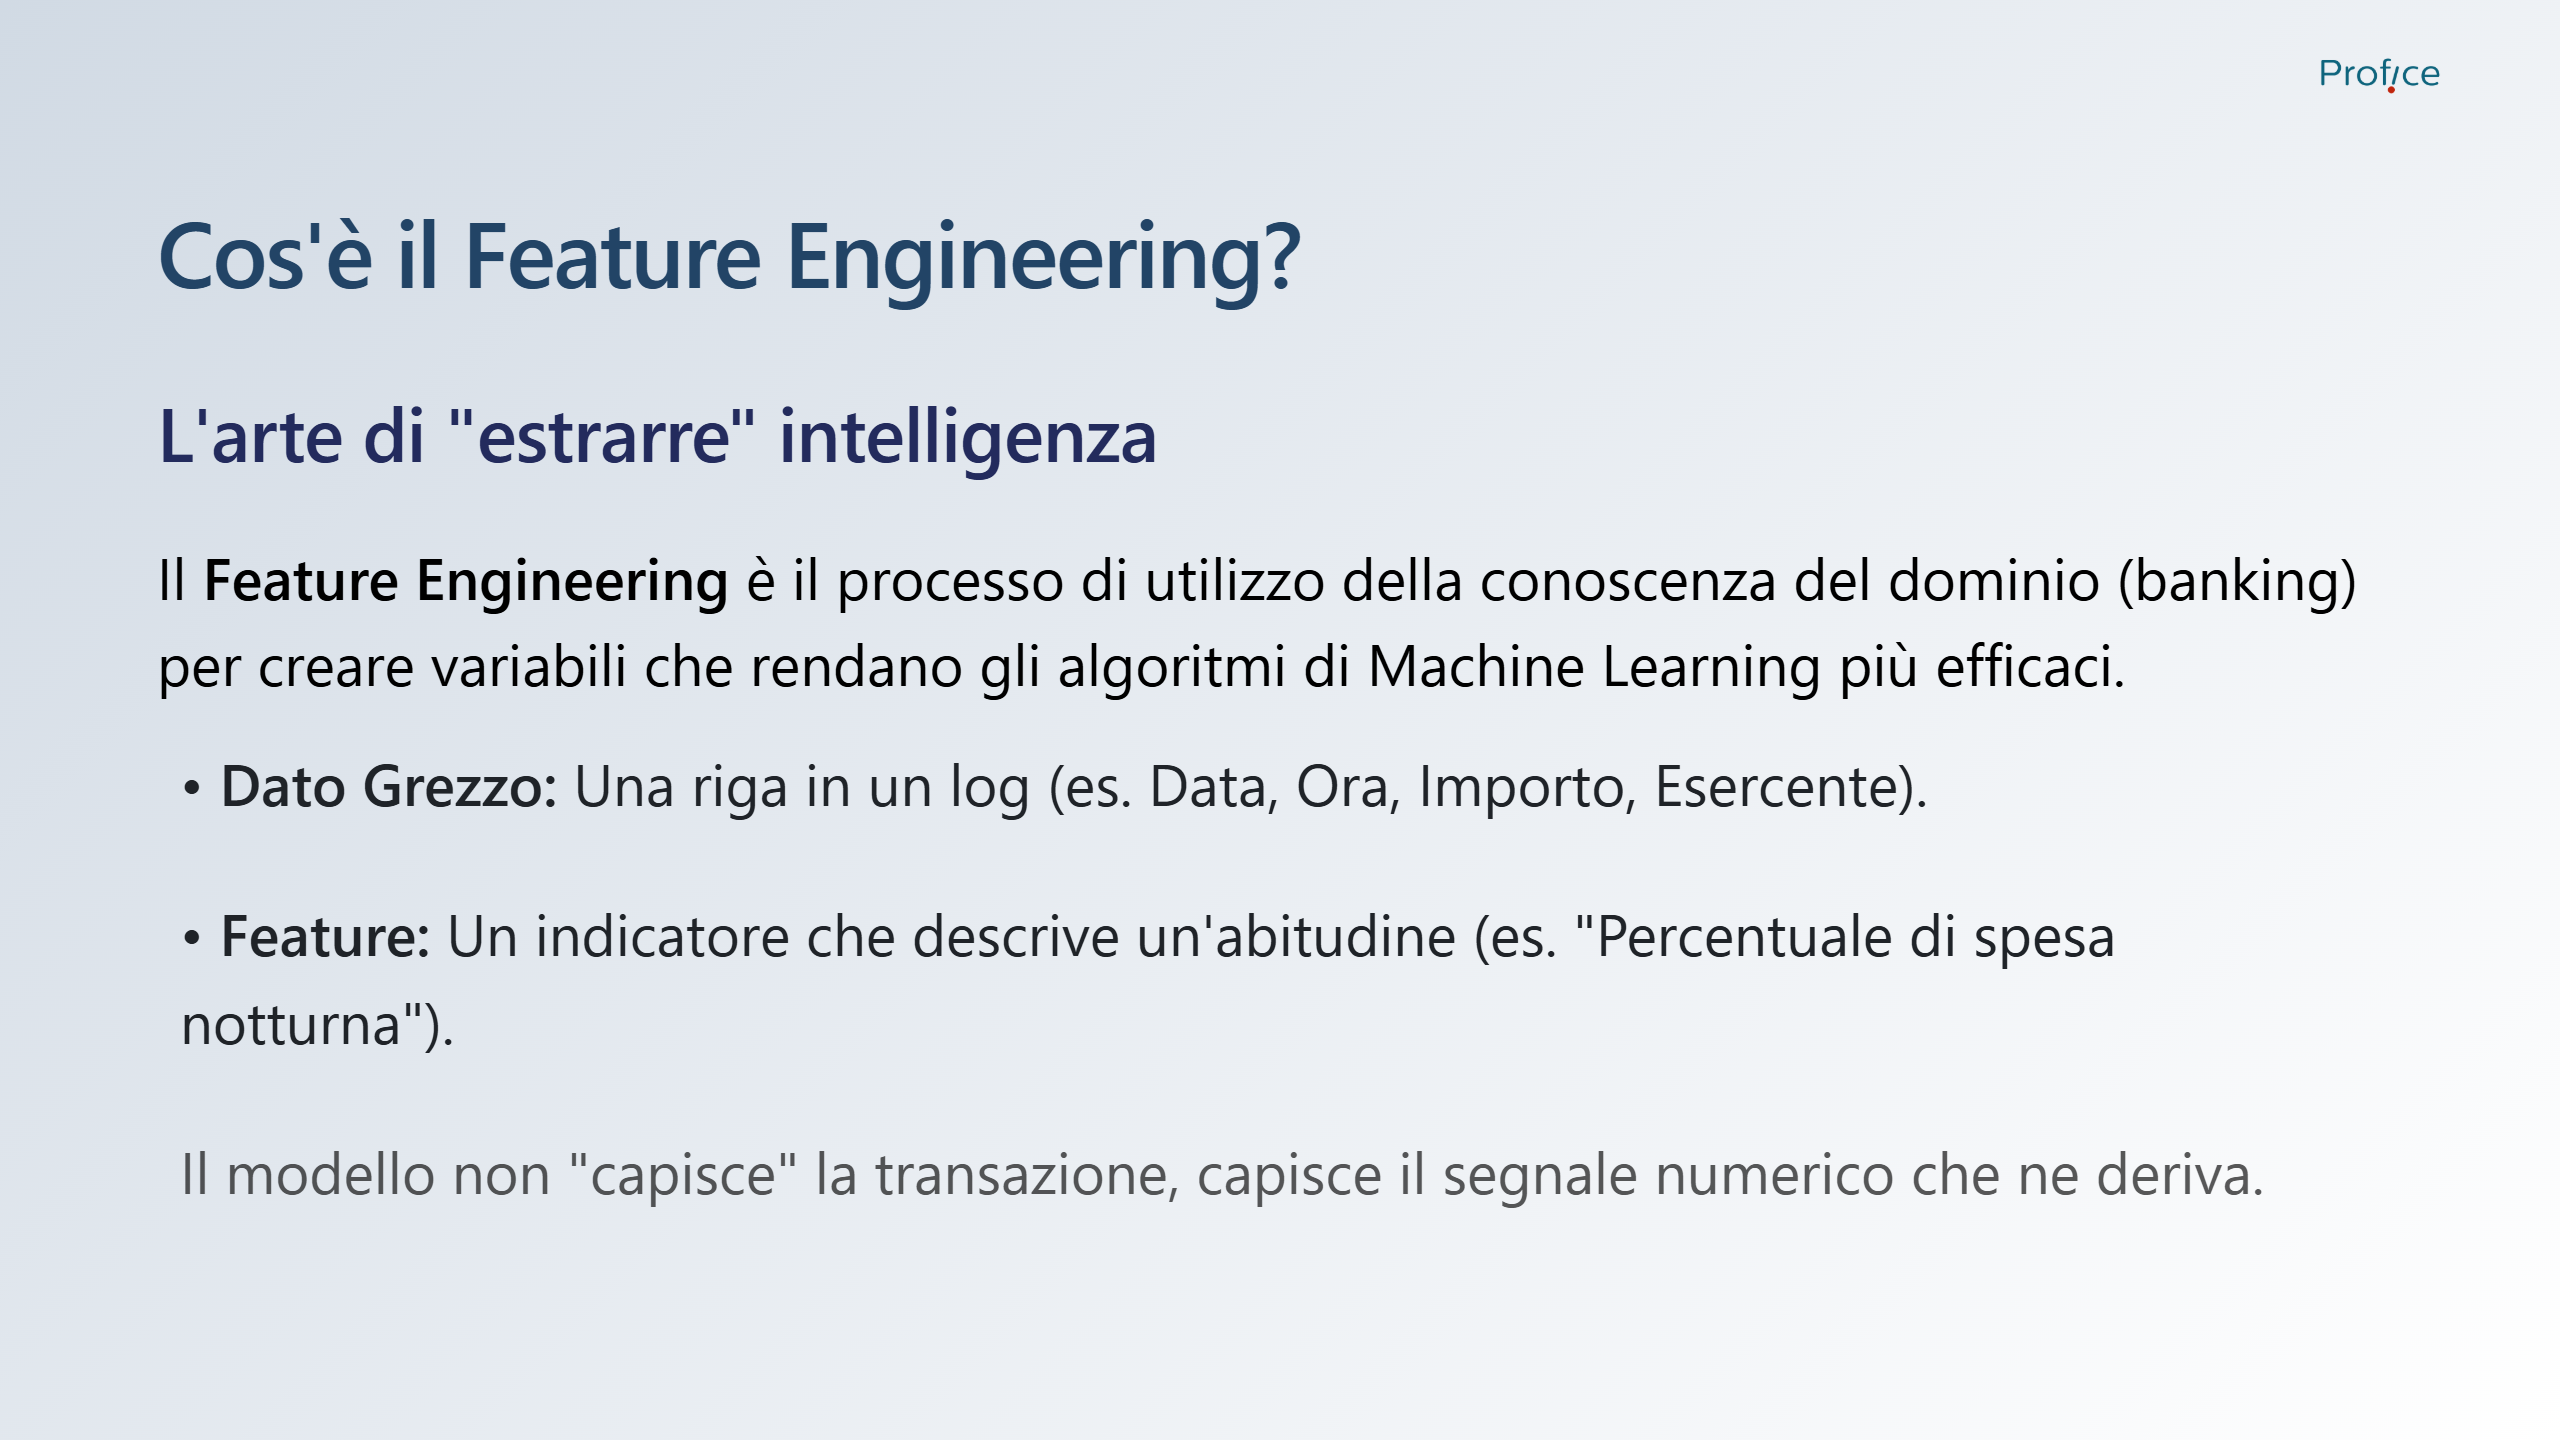 Profice
Cos'è il Feature Engineering?
L'arte di "estrarre" intelligenza
Il Feature Engineering è il processo di utilizzo della conoscenza del dominio (banking)
per creare variabili che rendano gli algoritmi di Machine Learning più efficaci.
• Dato Grezzo: Una riga in un log (es. Data, Ora, Importo, Esercente).
• Feature: Un indicatore che descrive un'abitudine (es. "Percentuale di spesa
notturna").
Il modello non "capisce" la transazione, capisce il segnale numerico che ne deriva.